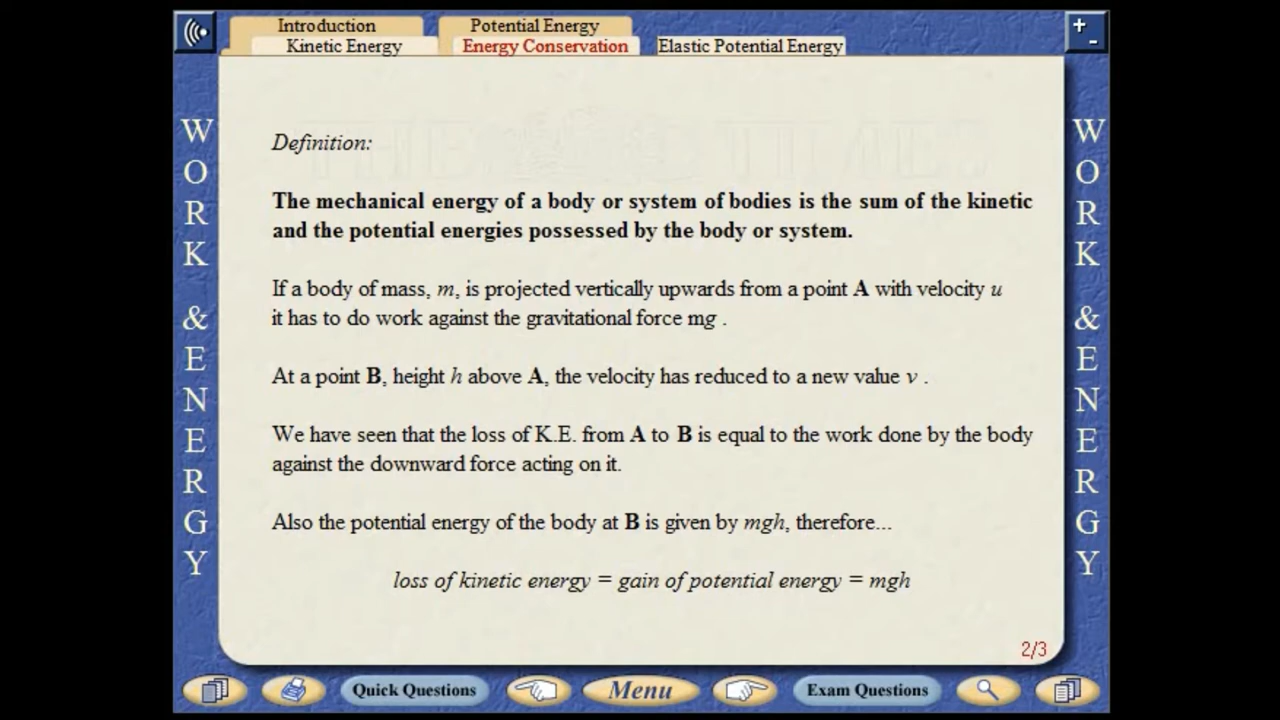 Introduction
Potential Energy
Kinetic Energy
Energy Conservation
Elastic Potential Energy
+
-
WORK & ENERGY
WORK & ENERGY
Definition:
The mechanical energy of a body or system of bodies is the sum of the kinetic
and the potential energies possessed by the body or system.
If a body of mass, m, is projected vertically upwards from a point A with velocity u
it has to do work against the gravitational force mg .
At a point B, height h above A, the velocity has reduced to a new value v .
We have seen that the loss of K.E. from A to B is equal to the work done by the body
against the downward force acting on it.
Also the potential energy of the body at B is given by mgh, therefore...
loss of kinetic energy = gain of potential energy = mgh
2/3
Quick Questions
Menu
Exam Questions